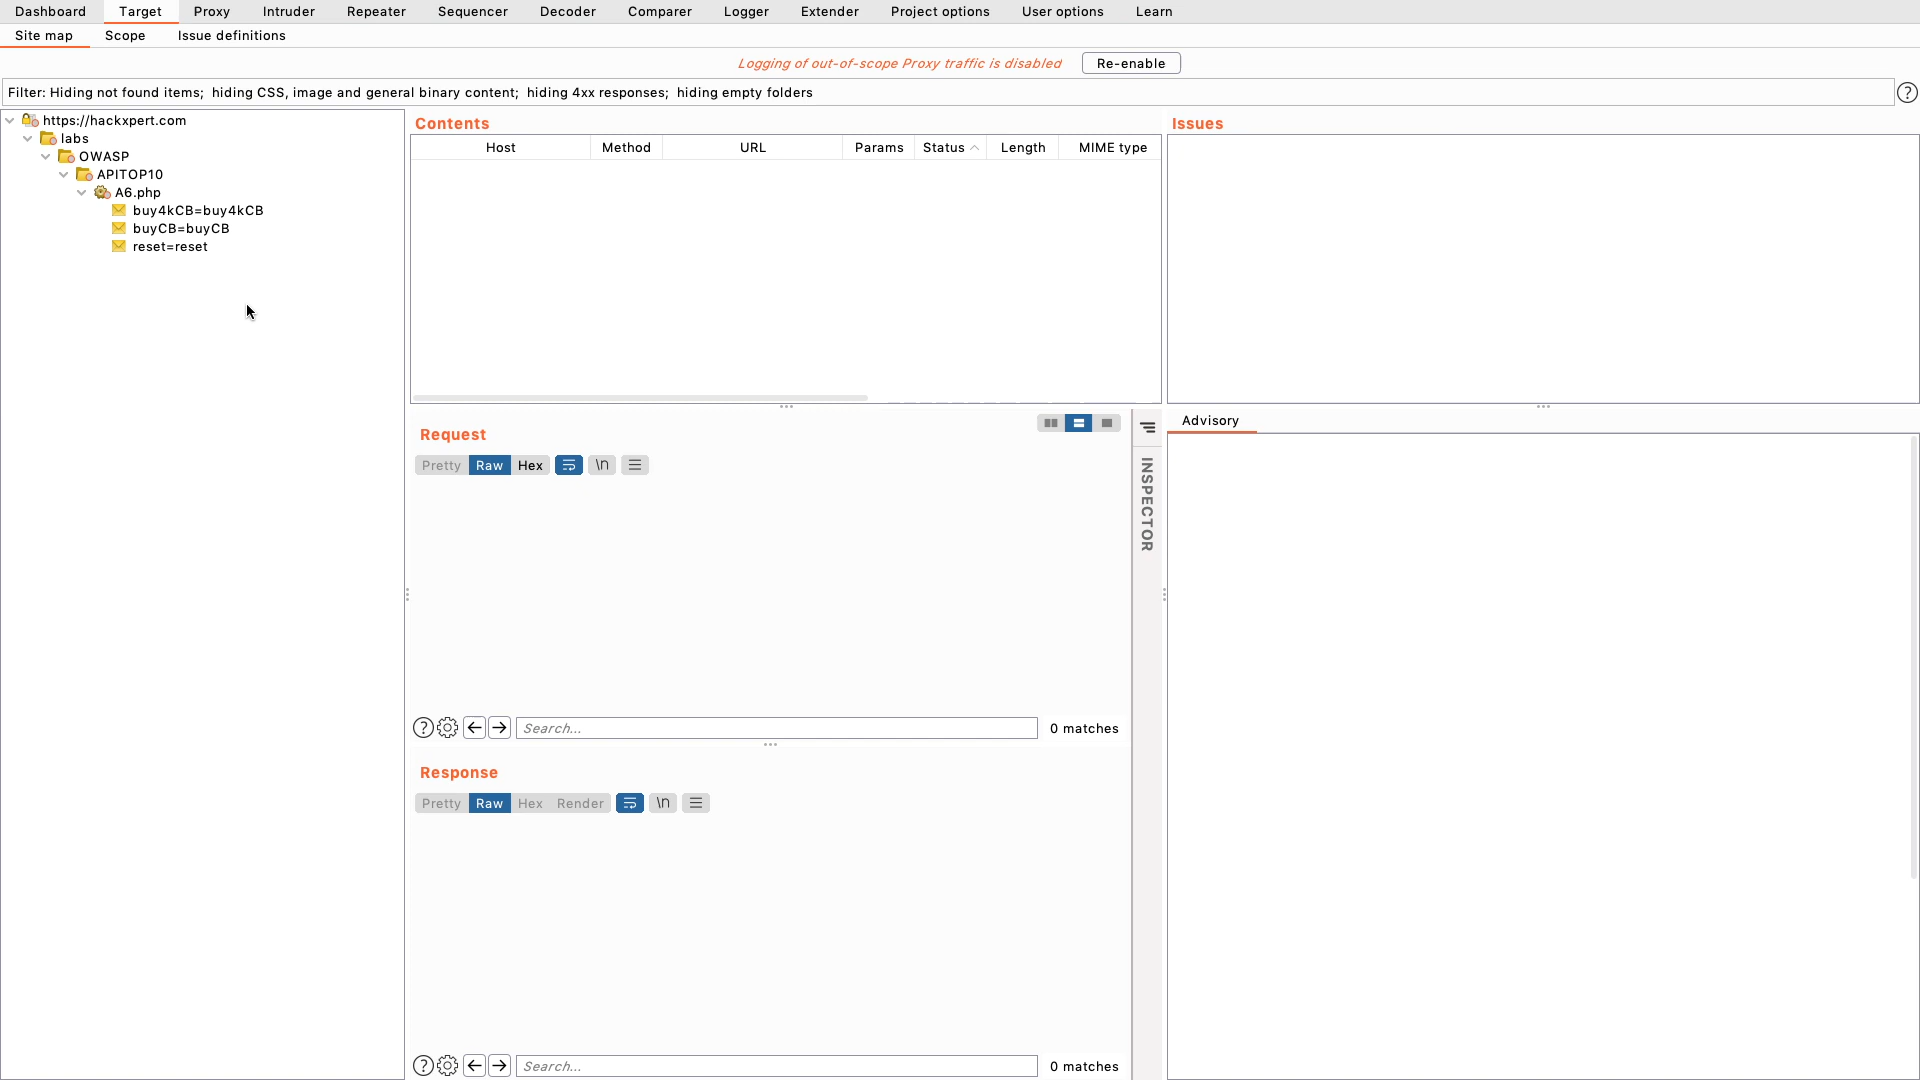 Dashboard Target Proxy Intruder Repeater Sequencer Decoder Comparer Logger Extender Project options User options Learn
Site map Scope Issue definitions
Logging of out-of-scope Proxy traffic is disabled Re-enable
Filter: Hiding not found items; hiding CSS, image and general binary content; hiding 4xx responses; hiding empty folders ?
https://hackxpert.com
labs
OWASP
APITOP10
A6.php
buy4kCB=buy4kCB
buyCB=buyCB
reset=reset
Contents
Host Method URL Params Status Length MIME type
Issues
Request
Pretty Raw Hex \n
? Search... 0 matches
Response
Pretty Raw Hex Render \n
? Search... 0 matches
INSPECTOR
Advisory